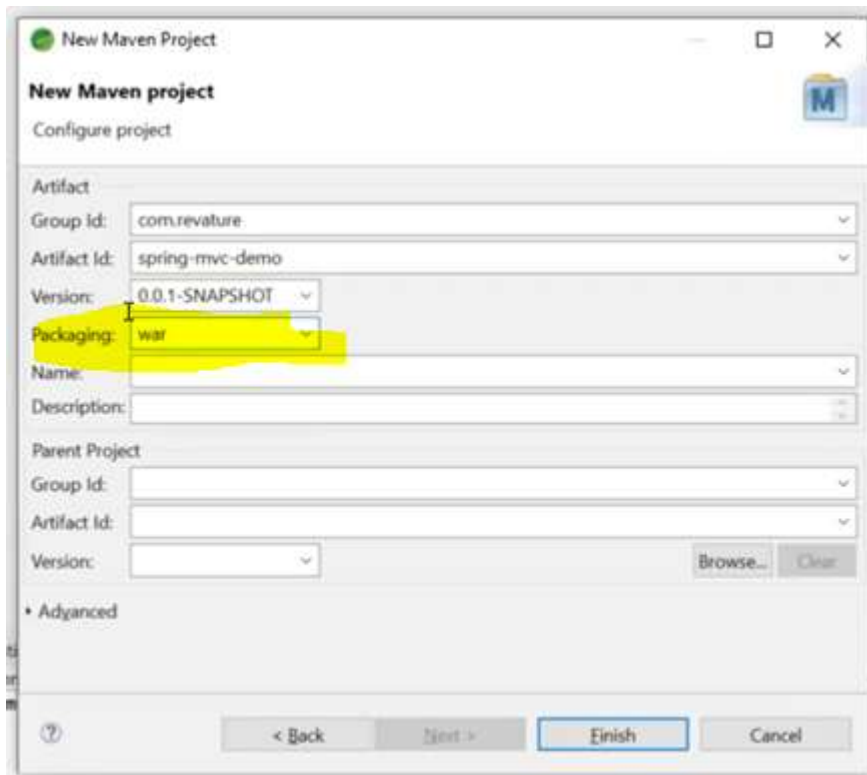 New Maven Project
New Maven project
M
Configure project
Artifact
Group Id: com.revature
Artifact Id: spring-mvc-demo
Version: 0.0.1-SNAPSHOT
Packaging: war
Name:
Description:
Parent Project
Group Id:
Artifact Id:
Version: Browse... Clear
Advanced
? < Back Next > Finish Cancel